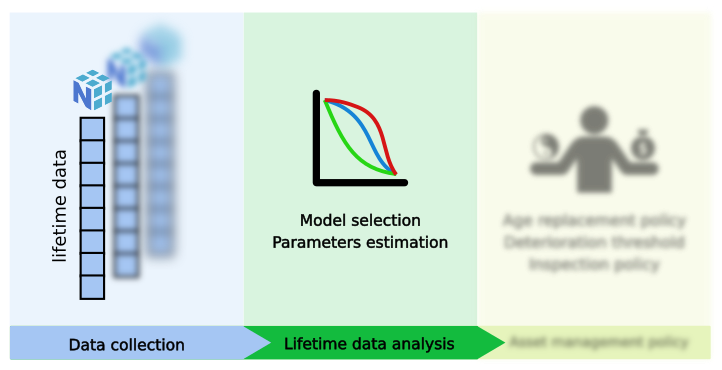 lifetime data
Model selection
Parameters estimation
Age replacement policy
Deterioration threshold
Inspection policy
Data collection
Lifetime data analysis
Asset management policy